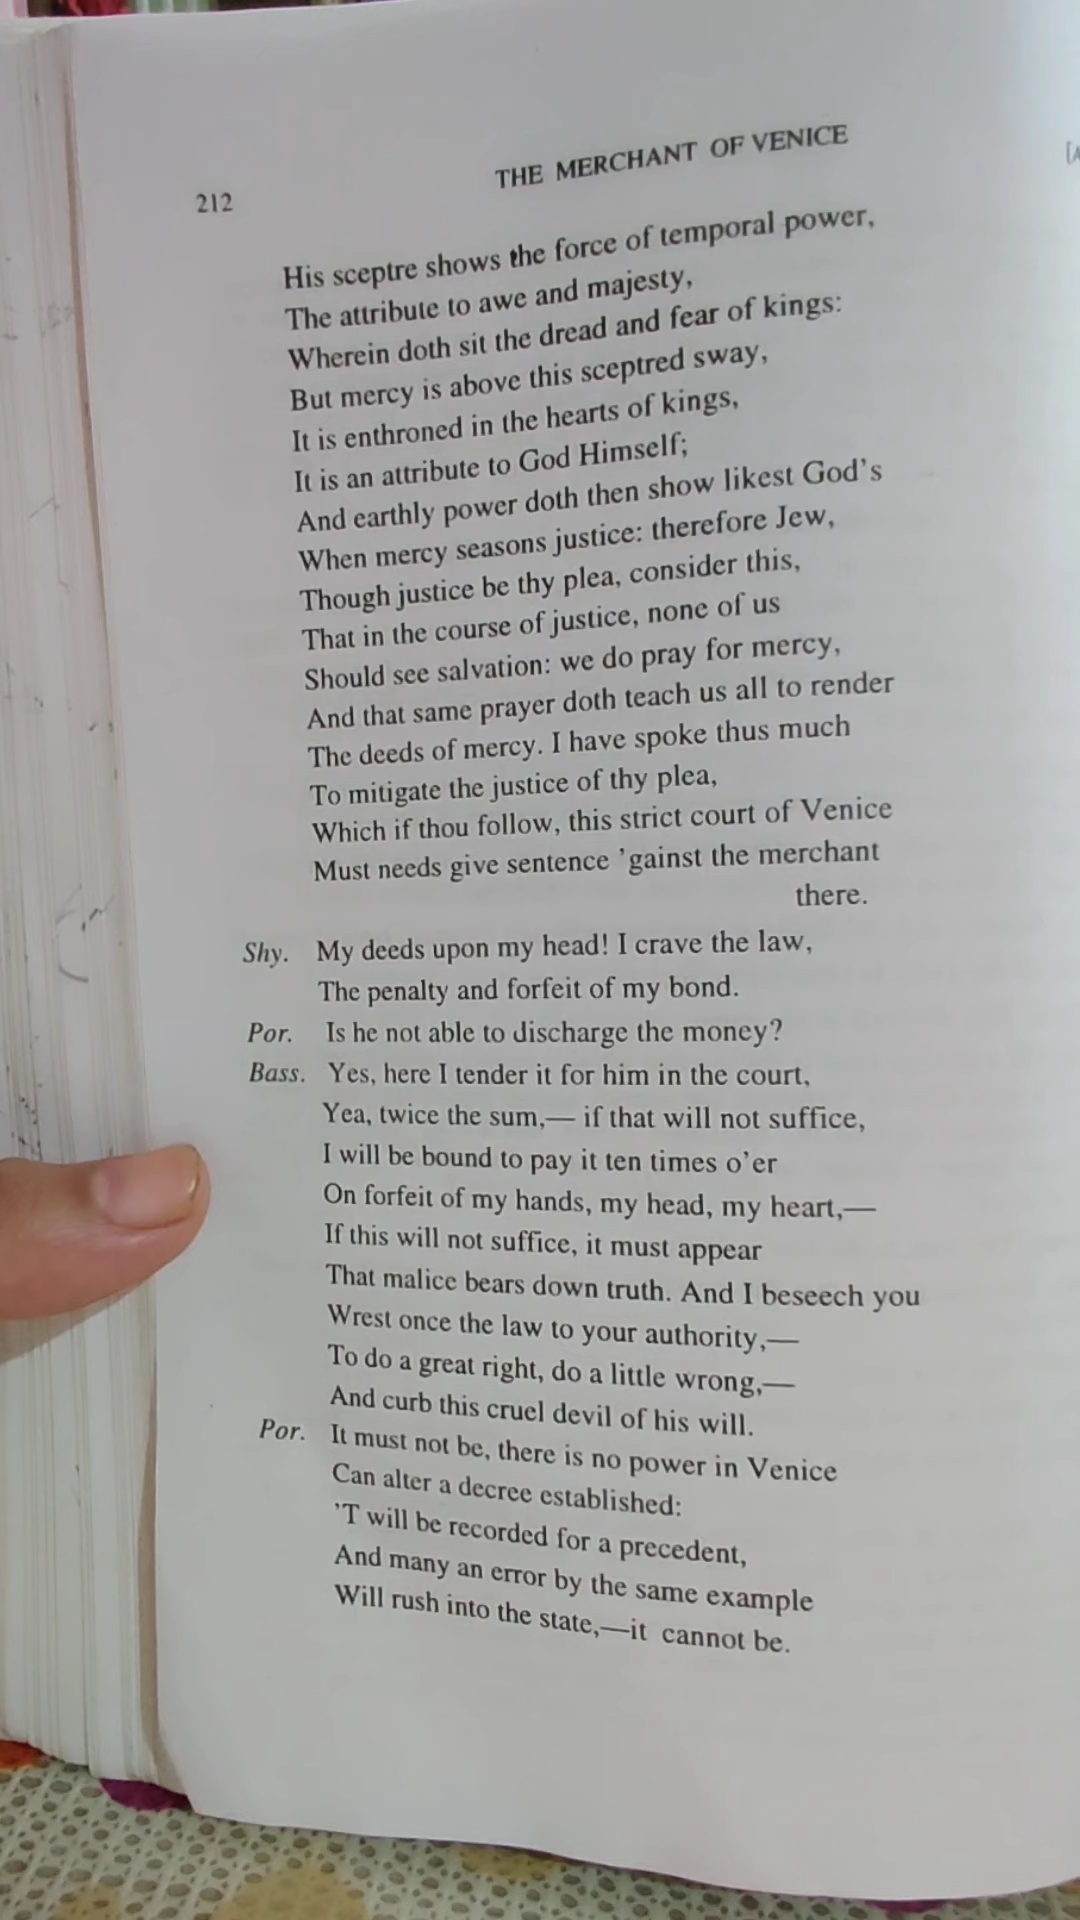 212
THE MERCHANT OF VENICE
[A
His sceptre shows the force of temporal power,
The attribute to awe and majesty,
Wherein doth sit the dread and fear of kings:
But mercy is above this sceptred sway,
It is enthroned in the hearts of kings,
It is an attribute to God Himself;
And earthly power doth then show likest God's
When mercy seasons justice: therefore Jew,
Though justice be thy plea, consider this,
That in the course of justice, none of us
Should see salvation: we do pray for mercy,
And that same prayer doth teach us all to render
The deeds of mercy. I have spoke thus much
To mitigate the justice of thy plea,
Which if thou follow, this strict court of Venice
Must needs give sentence 'gainst the merchant
there.
Shy. My deeds upon my head! I crave the law,
The penalty and forfeit of my bond.
Por. Is he not able to discharge the money?
Bass. Yes, here I tender it for him in the court,
Yea, twice the sum,— if that will not suffice,
I will be bound to pay it ten times o'er
On forfeit of my hands, my head, my heart,—
If this will not suffice, it must appear
That malice bears down truth. And I beseech you
Wrest once the law to your authority,—
To do a great right, do a little wrong,—
And curb this cruel devil of his will.
Por. It must not be, there is no power in Venice
Can alter a decree established:
'T will be recorded for a precedent,
And many an error by the same example
Will rush into the state,—it cannot be.